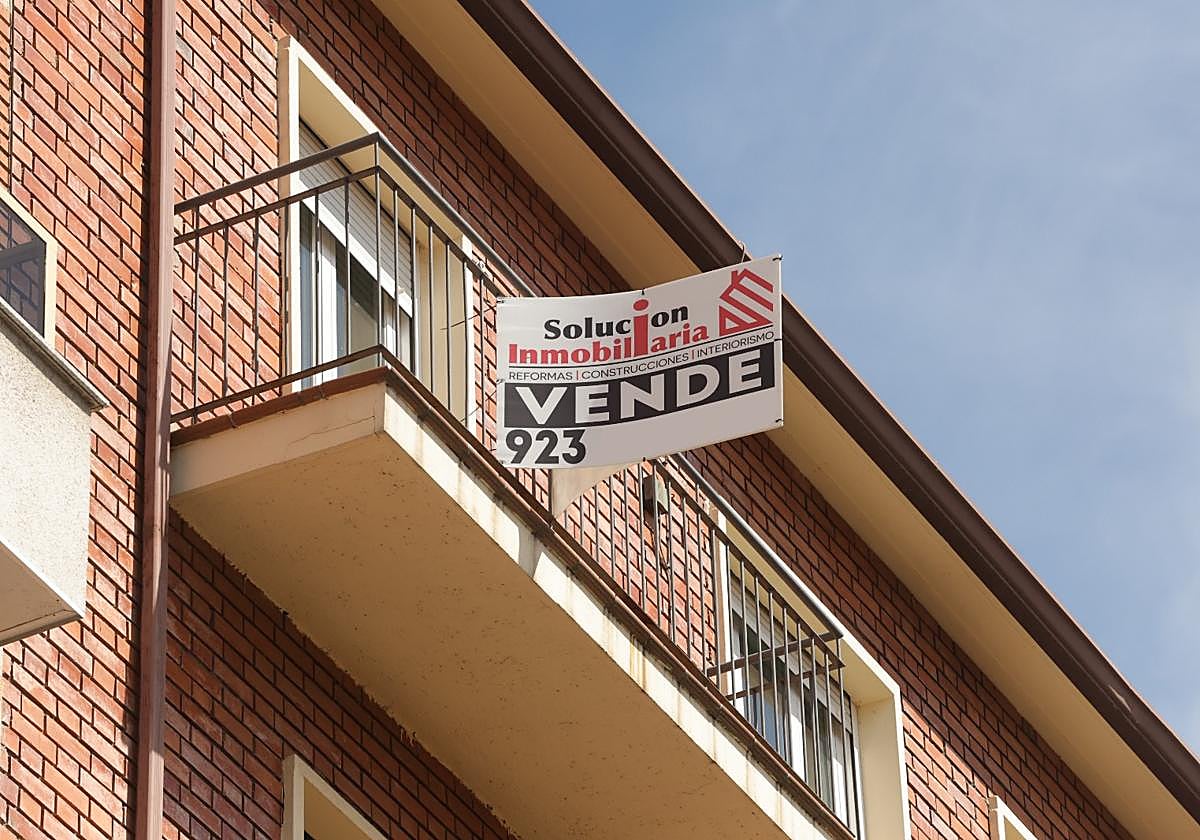 Solucion
Inmobiliaria
REFORMAS | CONSTRUCCIONES | INTERIORISMO
VENDE
923